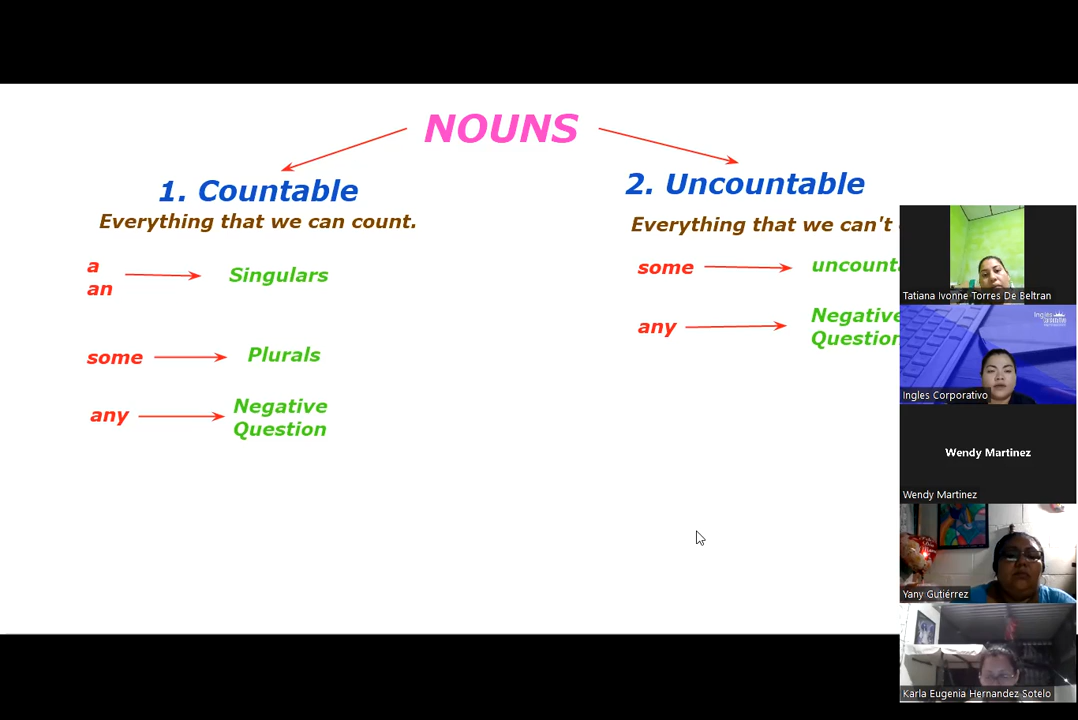 NOUNS
1. Countable
Everything that we can count.
a
an
Singulars
some
Plurals
any
Negative
Question
2. Uncountable
Everything that we can't
some
any
Tatiana Ivonne Torres De Beltran
Ingles Corporativo
Wendy Martinez
Wendy Martinez
Yany Gutiérrez
Karla Eugenia Hernandez Sotelo